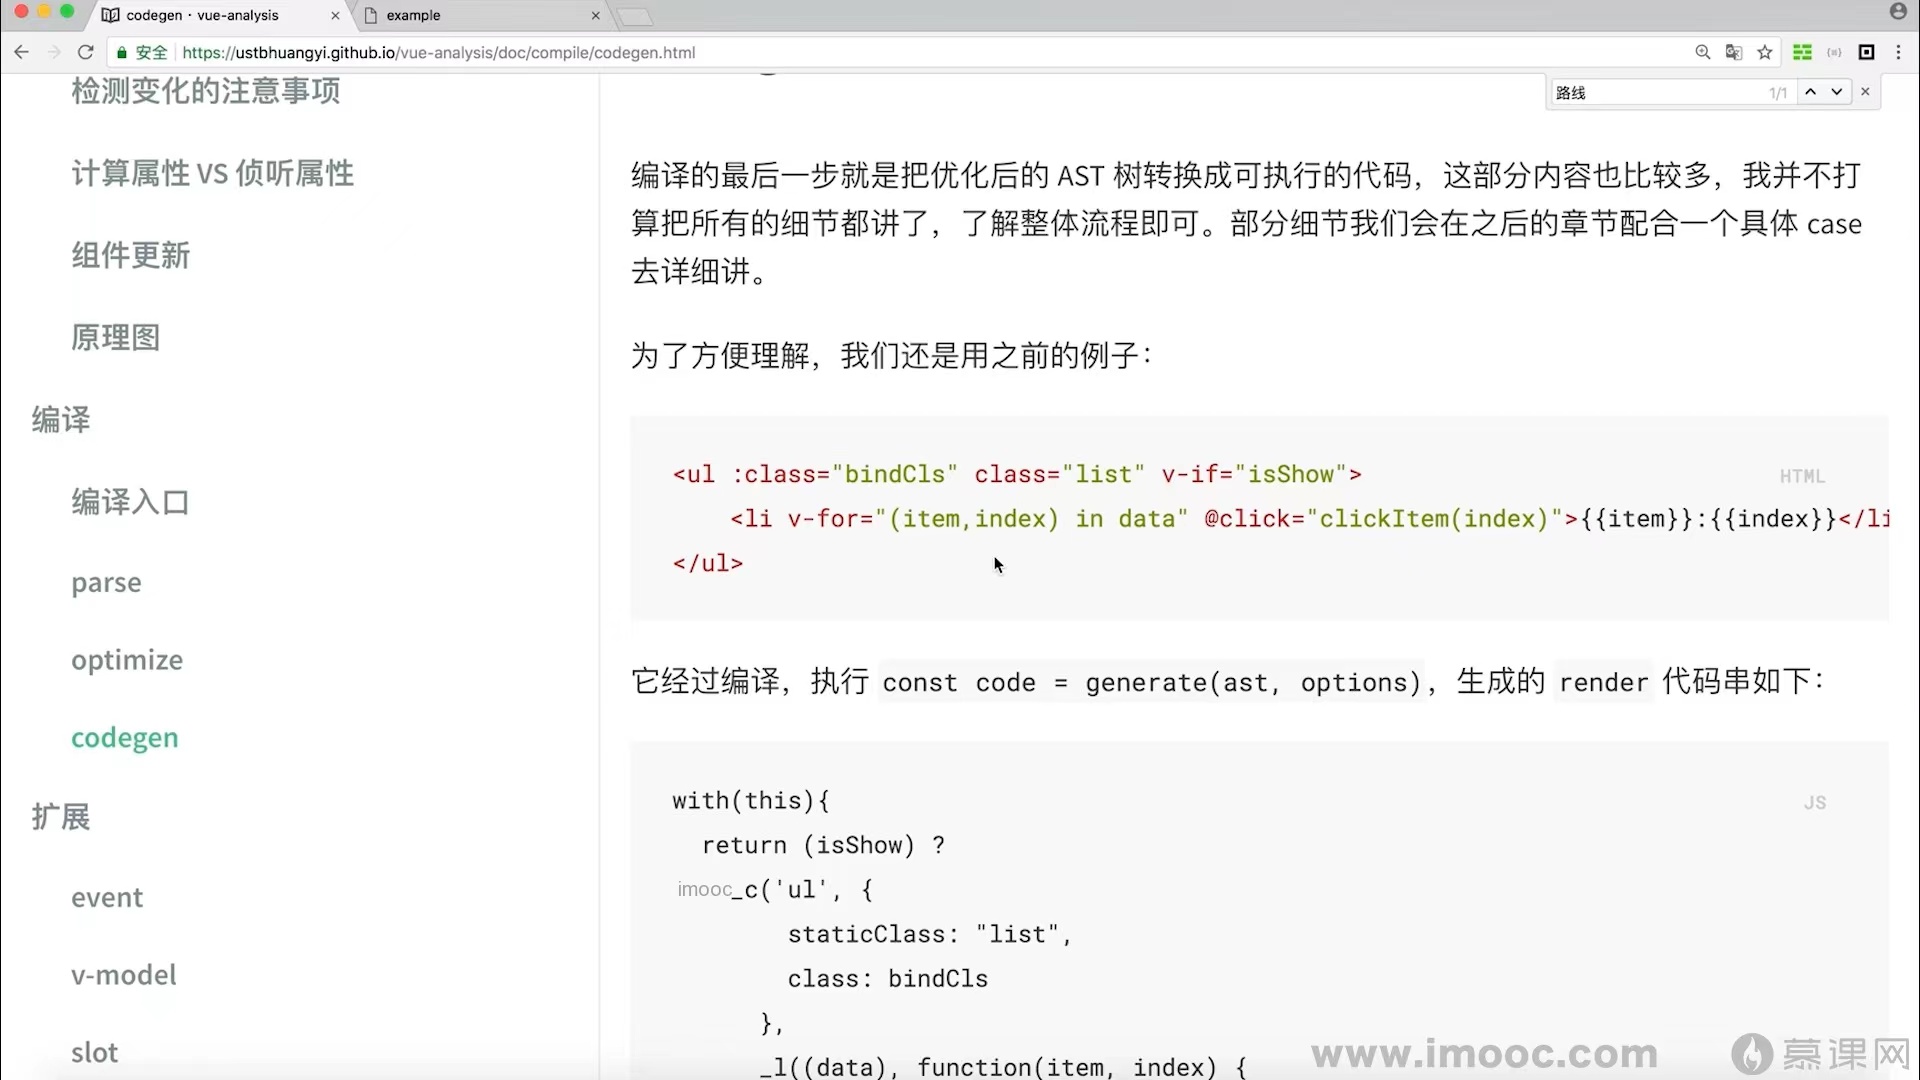 codegen · vue-analysis
example
安全 https://ustbhuangyi.github.io/vue-analysis/doc/compile/codegen.html
路线 1/1
检测变化的注意事项
计算属性 VS 侦听属性
组件更新
原理图
编译
编译入口
parse
optimize
codegen
扩展
event
v-model
slot
编译的最后一步就是把优化后的 AST 树转换成可执行的代码，这部分内容也比较多，我并不打
算把所有的细节都讲了，了解整体流程即可。部分细节我们会在之后的章节配合一个具体 case
去详细讲。
为了方便理解，我们还是用之前的例子：
HTML
<ul :class="bindCls" class="list" v-if="isShow">
<li v-for="(item,index) in data" @click="clickItem(index)">{{item}}:{{index}}</li
</ul>
它经过编译，执行 const code = generate(ast, options)，生成的 render 代码串如下：
JS
with(this){
return (isShow) ?
imooc_c('ul', {
staticClass: "list",
class: bindCls
},
_l((data), function(item, index) {
www.imooc.com 慕课网